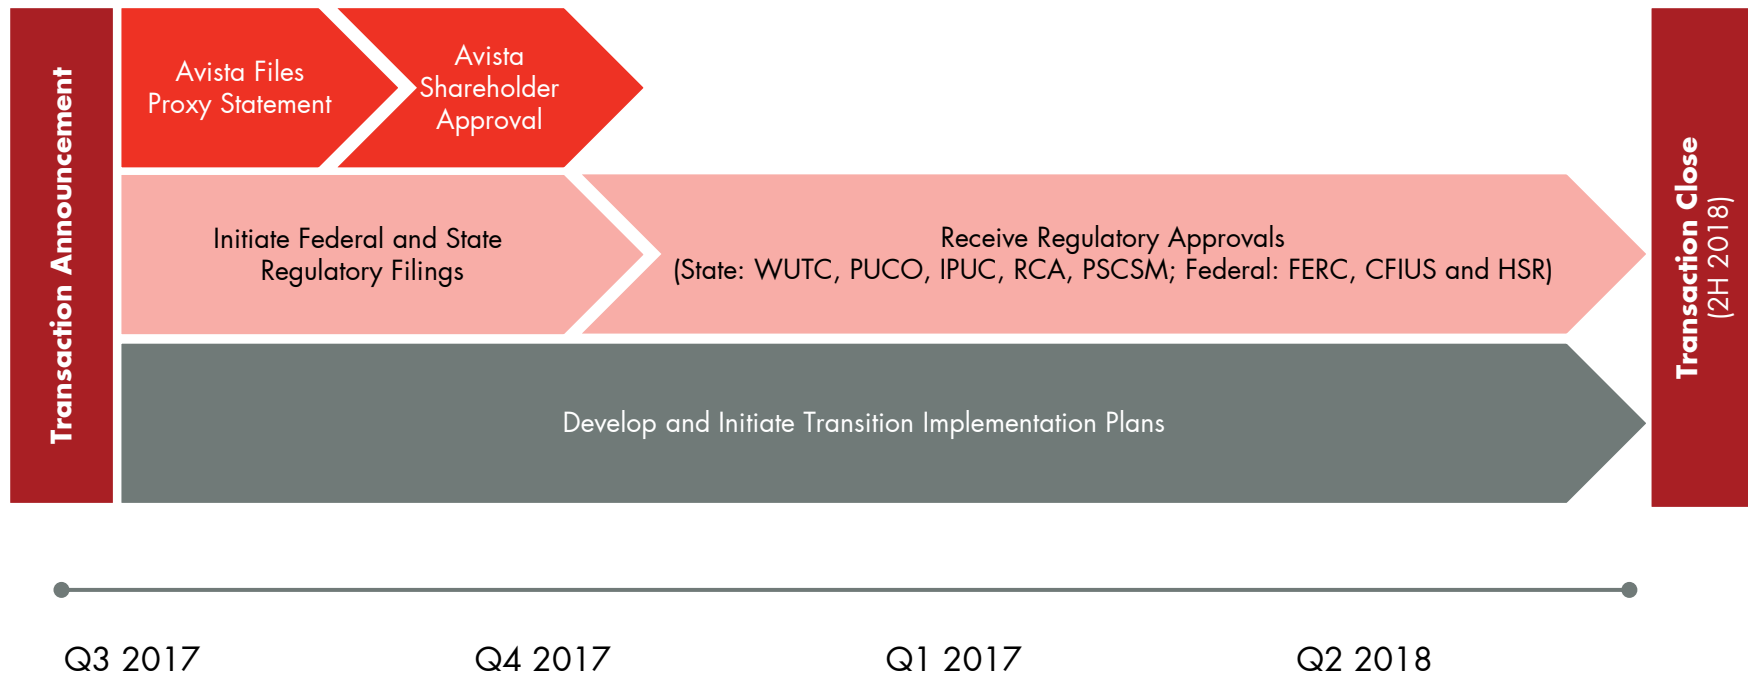 Transaction Announcement
Avista Files
Proxy Statement
Avista
Shareholder
Approval
Initiate Federal and State
Regulatory Filings
Receive Regulatory Approvals
(State: WUTC, PUCO, IPUC, RCA, PSCSM; Federal: FERC, CFIUS and HSR)
Develop and Initiate Transition Implementation Plans
Transaction Close
(2H 2018)
Q3 2017
Q4 2017
Q1 2017
Q2 2018